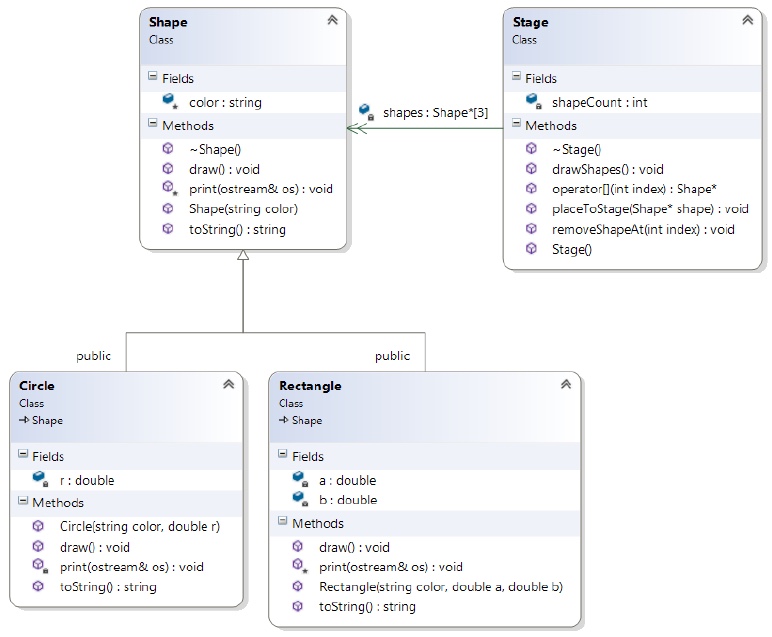 Shape
Class
Fields
color : string
Methods
~Shape()
draw() : void
print(ostream& os) : void
Shape(string color)
toString() : string
shapes : Shape*[3]
Stage
Class
Fields
shapeCount : int
Methods
~Stage()
drawShapes() : void
operator[](int index) : Shape*
placeToStage(Shape* shape) : void
removeShapeAt(int index) : void
Stage()
public
public
Circle
Class
Shape
Fields
r : double
Methods
Circle(string color, double r)
draw() : void
print(ostream& os) : void
toString() : string
Rectangle
Class
Shape
Fields
a : double
b : double
Methods
draw() : void
print(ostream& os) : void
Rectangle(string color, double a, double b)
toString() : string